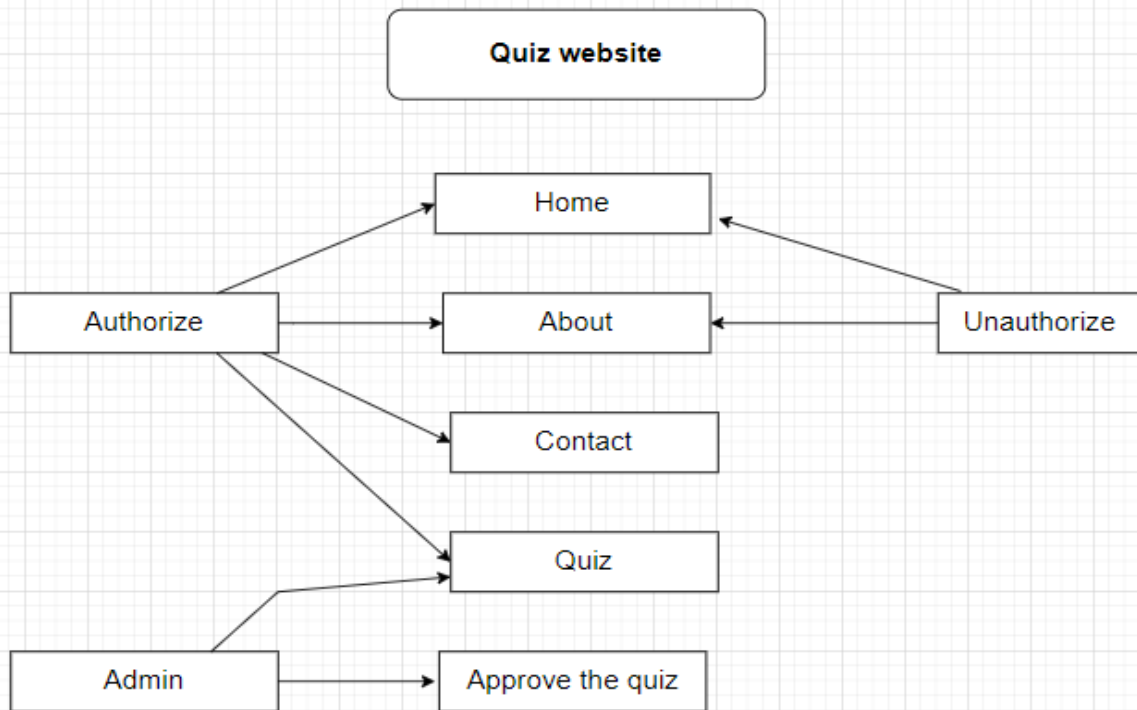 Quiz website
Home
Authorize
About
Unauthorize
Contact
Quiz
Admin
Approve the quiz